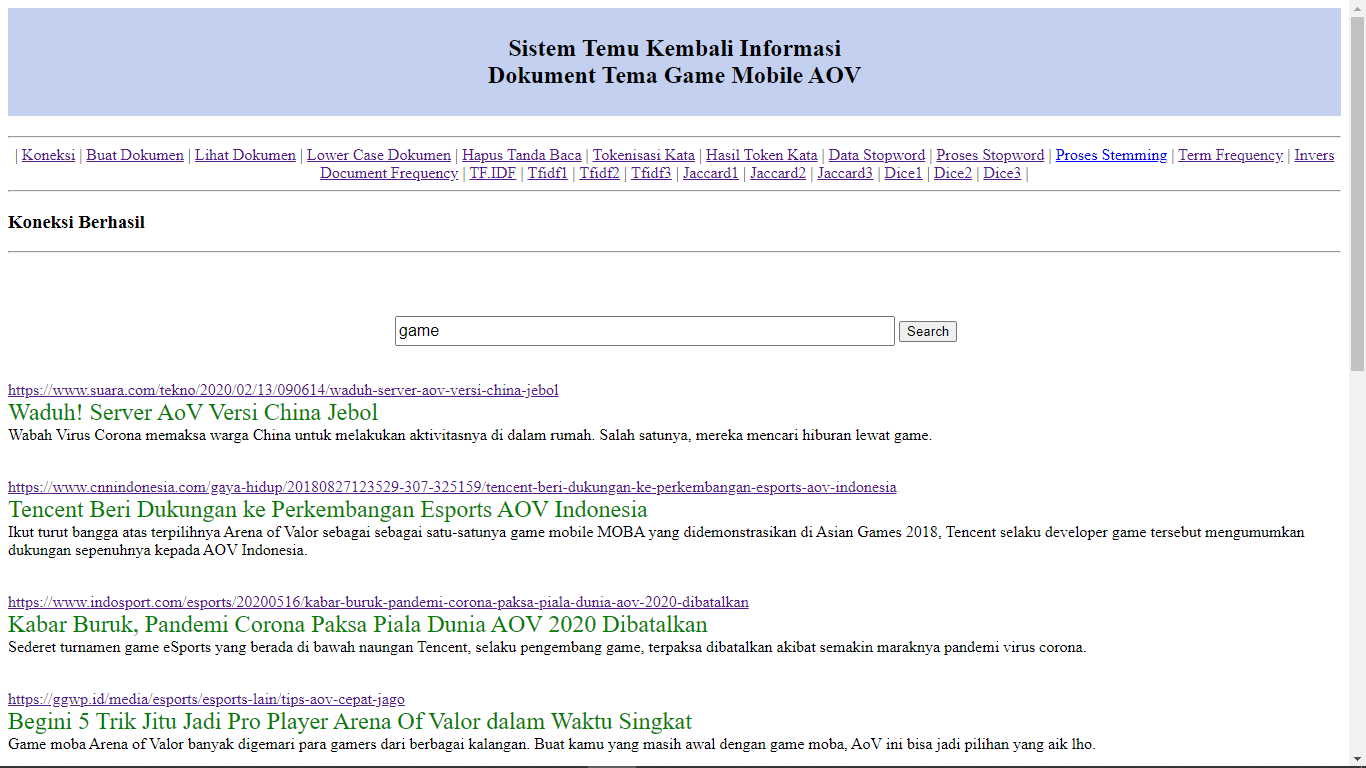 Sistem Temu Kembali Informasi
Dokument Tema Game Mobile AOV
| Koneksi | Buat Dokumen | Lihat Dokumen | Lower Case Dokumen | Hapus Tanda Baca | Tokenisasi Kata | Hasil Token Kata | Data Stopword | Proses Stopword | Proses Stemming | Term Frequency | Invers
Document Frequency | TF.IDF | Tfidf1 | Tfidf2 | Tfidf3 | Jaccard1 | Jaccard2 | Jaccard3 | Dice1 | Dice2 | Dice3 |
Koneksi Berhasil
game Search
https://www.suara.com/tekno/2020/02/13/090614/waduh-server-aov-versi-china-jebol
Waduh! Server AoV Versi China Jebol
Wabah Virus Corona memaksa warga China untuk melakukan aktivitasnya di dalam rumah. Salah satunya, mereka mencari hiburan lewat game.
https://www.cnnindonesia.com/gaya-hidup/20180827123529-307-325159/tencent-beri-dukungan-ke-perkembangan-esports-aov-indonesia
Tencent Beri Dukungan ke Perkembangan Esports AOV Indonesia
Ikut turut bangga atas terpilihnya Arena of Valor sebagai sebagai satu-satunya game mobile MOBA yang didemonstrasikan di Asian Games 2018, Tencent selaku developer game tersebut mengumumkan
dukungan sepenuhnya kepada AOV Indonesia.
https://www.indosport.com/esports/20200516/kabar-buruk-pandemi-corona-paksa-piala-dunia-aov-2020-dibatalkan
Kabar Buruk, Pandemi Corona Paksa Piala Dunia AOV 2020 Dibatalkan
Sederet turnamen game eSports yang berada di bawah naungan Tencent, selaku pengembang game, terpaksa dibatalkan akibat semakin maraknya pandemi virus corona.
https://ggwp.id/media/esports/esports-lain/tips-aov-cepat-jago
Begini 5 Trik Jitu Jadi Pro Player Arena Of Valor dalam Waktu Singkat
Game moba Arena of Valor banyak digemari para gamers dari berbagai kalangan. Buat kamu yang masih awal dengan game moba, AoV ini bisa jadi pilihan yang aik lho.